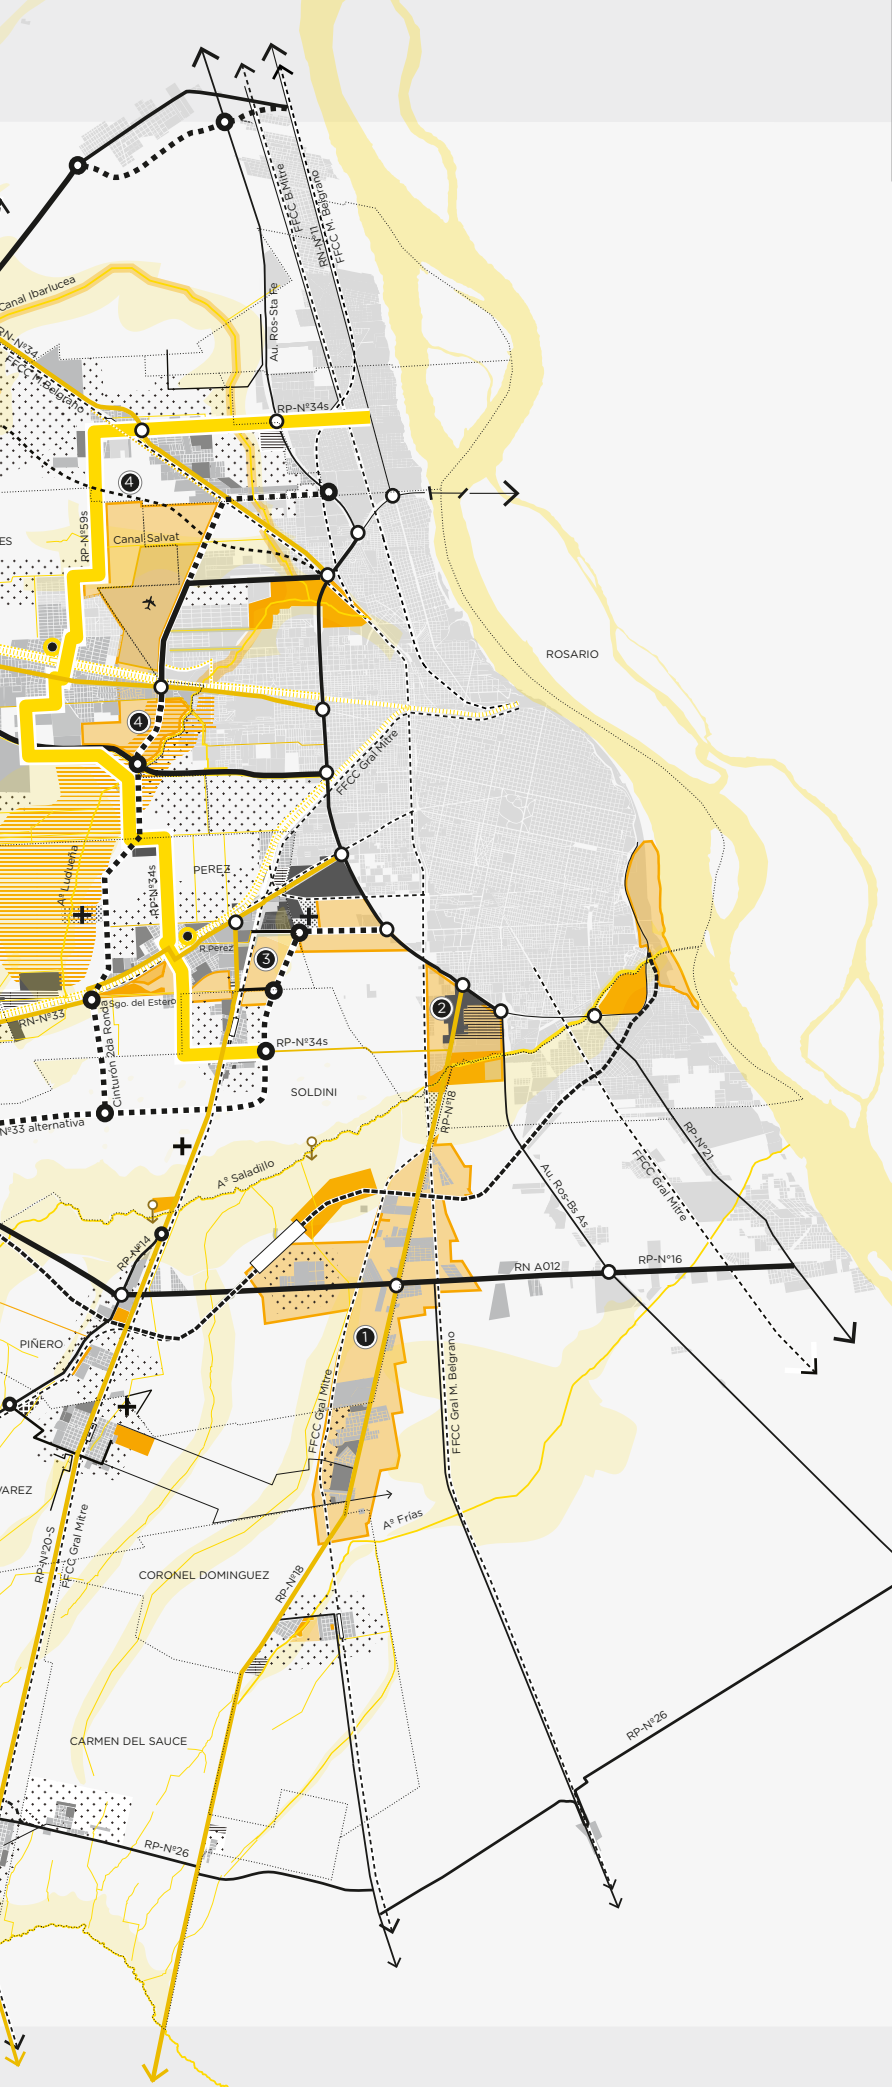 FFCC B.Mitre
RN-Nº11
FFCC M. Belgrano
Canal Ibarlucea
Au. Ros-Sta Fe
RN-Nº34
FFCC M.Belgrano
RP-Nº34s
4
RP-Nº59s
Canal Salvat
ES
ROSARIO
4
FFCC Gral Mitre
Aº Ludueña
PEREZ
RP-Nº34s
R.Perez
3
Sgo. del Estero
2
RN-Nº33
Cinturón 2da Ronda
RP-Nº34s
SOLDINI
RP-Nº18
Nº33 alternativa
RP-Nº21
Aº Saladillo
FFCC Gral Mitre
Au. Ros-Bs As
RP-Nº14
RN A012
RP-Nº16
PIÑERO
1
FFCC Gral Mitre
FFCC Gral M. Belgrano
VAREZ
Aº Frias
RP-Nº20-S
FFCC Gral Mitre
CORONEL DOMINGUEZ
RP-Nº18
CARMEN DEL SAUCE
RP-Nº26
RP-Nº26